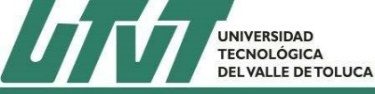 UTVT
UNIVERSIDAD
TECNOLÓGICA
DEL VALLE DE TOLUCA